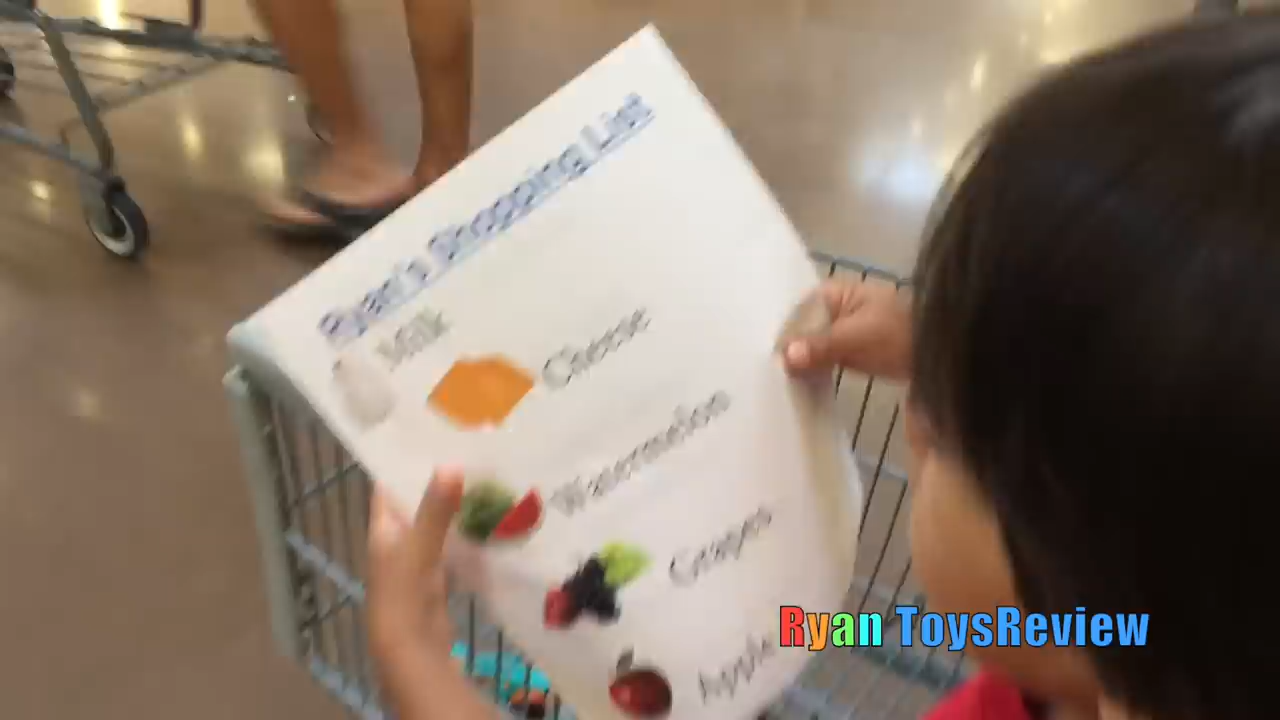 Ryan's Shopping List
Milk
Cheese
Watermelon
Grapes
Apple
Ryan ToysReview